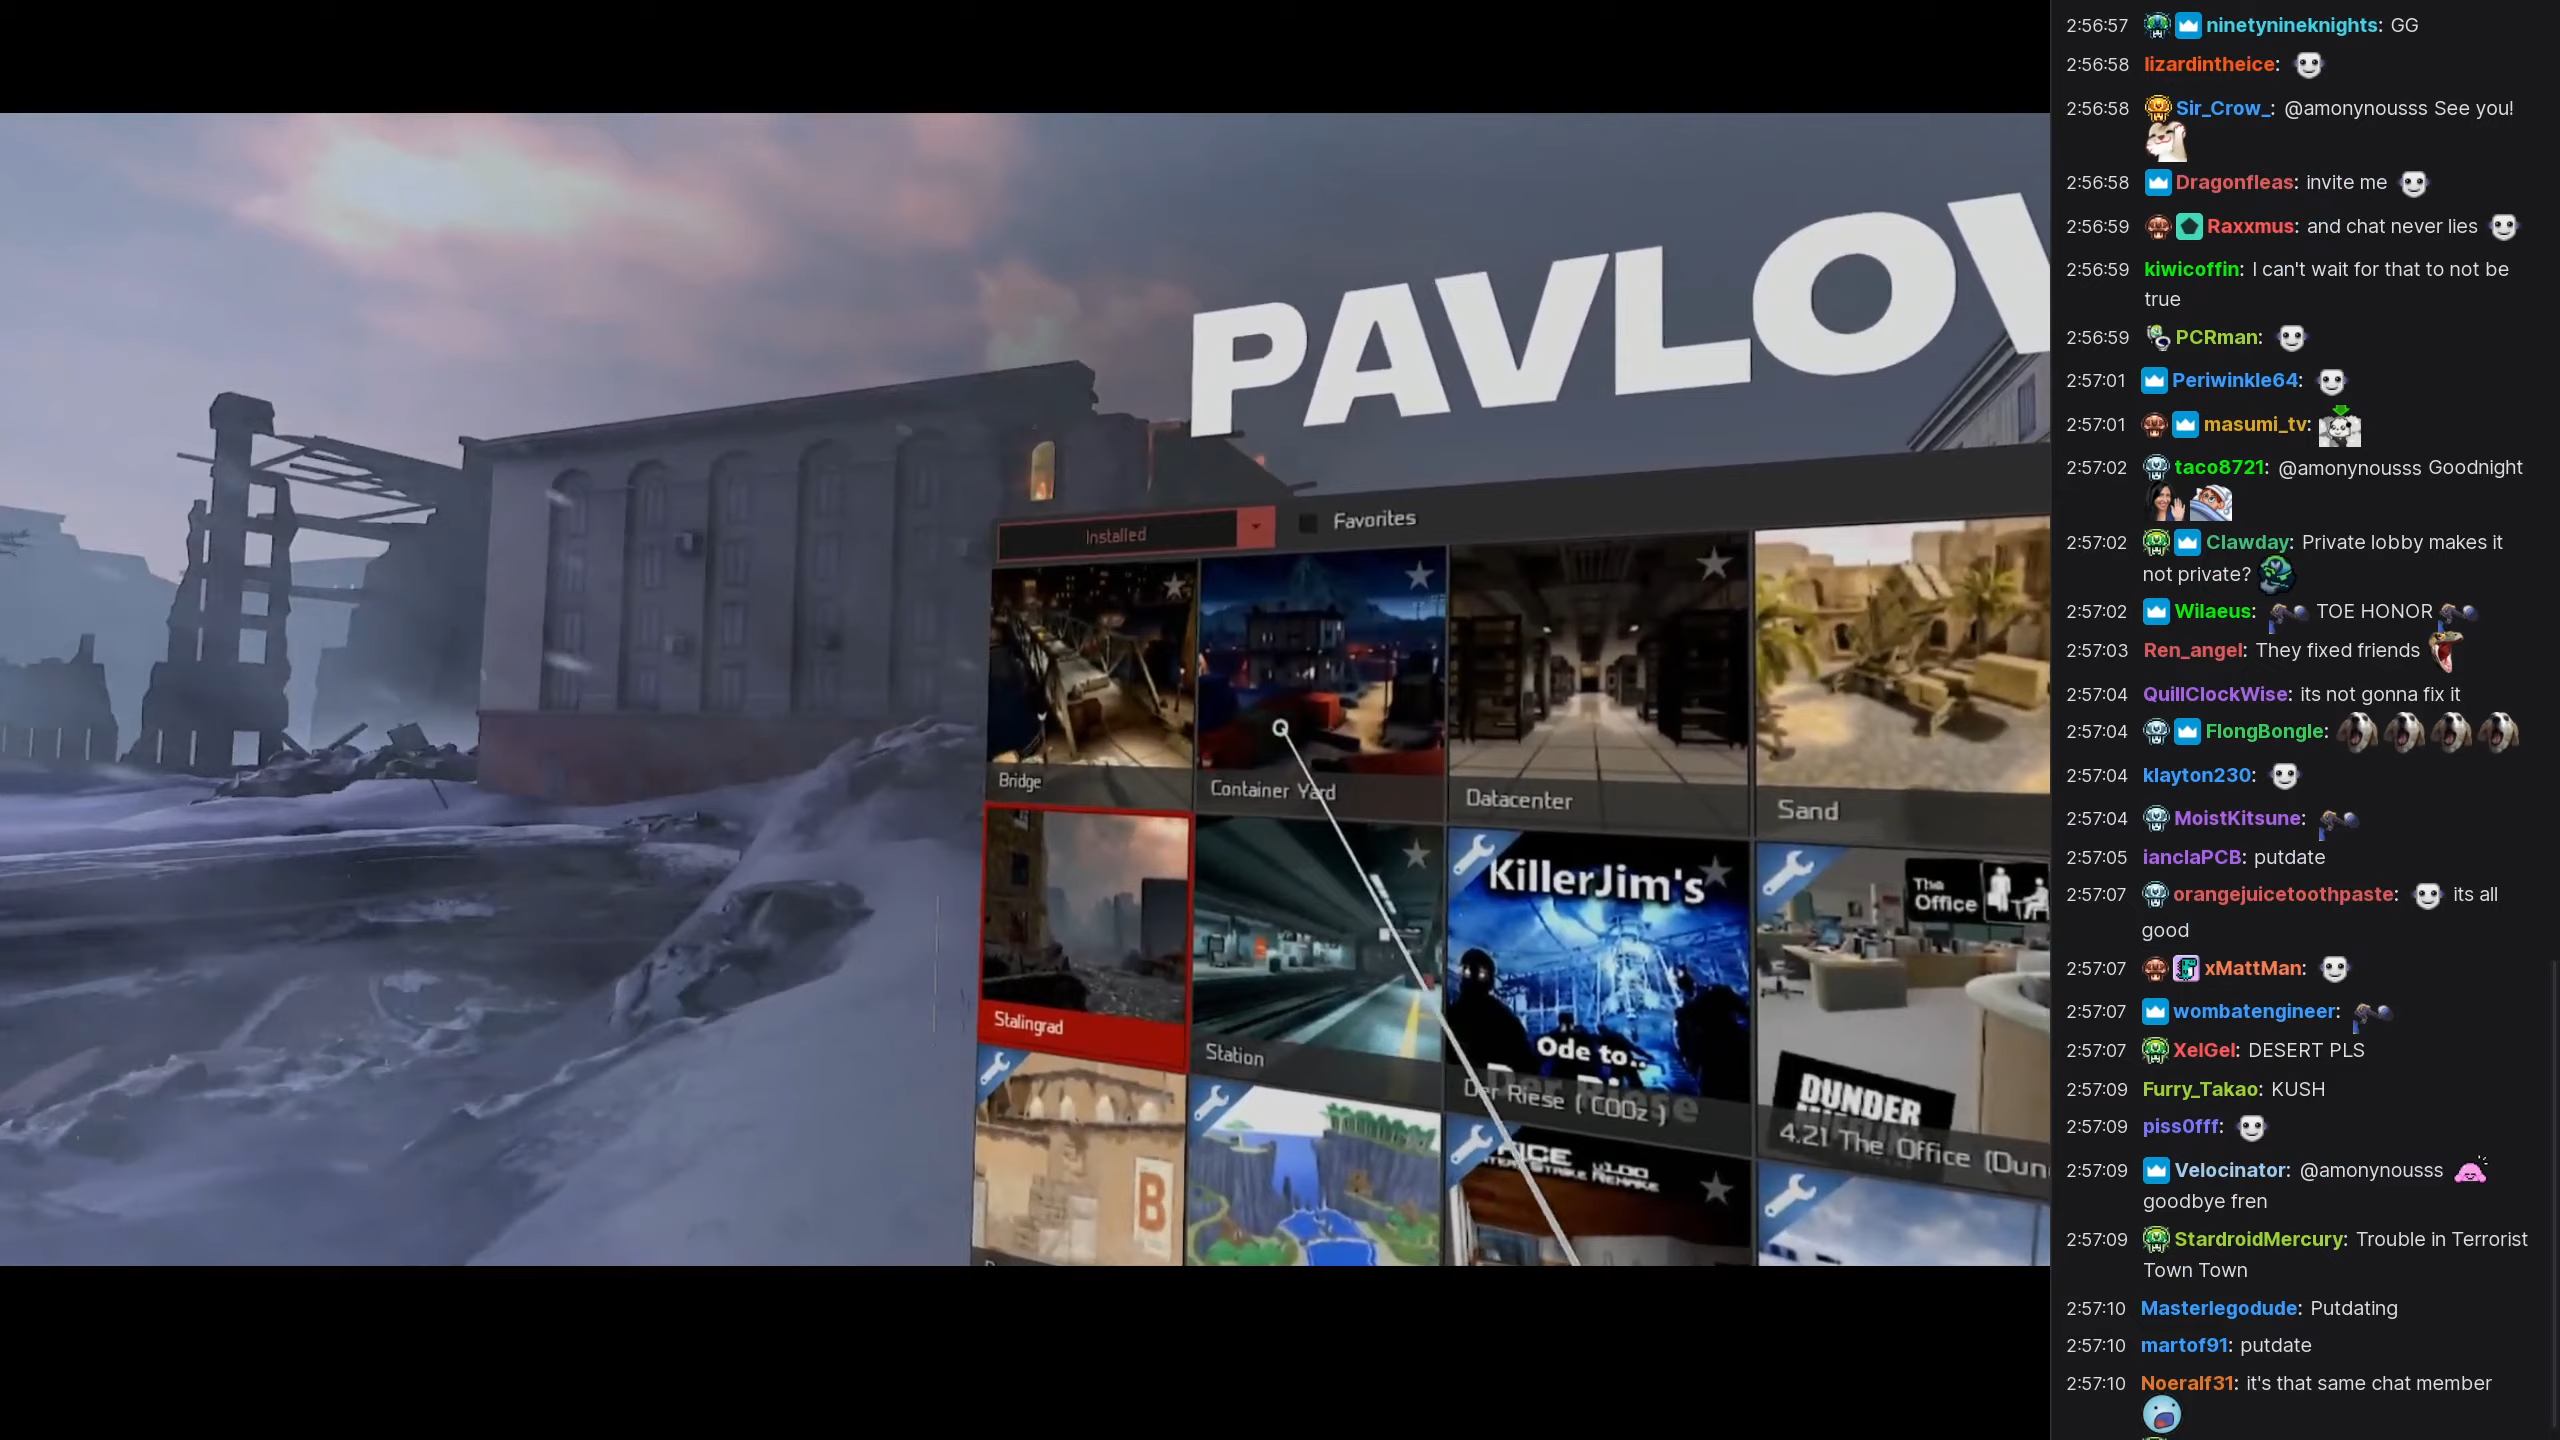 PAVLOV
Installed
Favorites
Bridge
Container Yard
Datacenter
Sand
Stalingrad
Station
KillerJim's
Ode to..
Der Riese
Der Riese ( CODz )
The
Office
DUNDER
4.21 The Office (Dun
B
2:56:57 ninetynineknights: GG
2:56:58 lizardintheice:
2:56:58 Sir_Crow_: @amonynousss See you!
2:56:58 Dragonfleas: invite me
2:56:59 Raxxmus: and chat never lies
2:56:59 kiwicoffin: I can't wait for that to not be
true
2:56:59 PCRman:
2:57:01 Periwinkle64:
2:57:01 masumi_tv:
2:57:02 taco8721: @amonynousss Goodnight
2:57:02 Clawday: Private lobby makes it
not private?
2:57:02 Wilaeus: TOE HONOR
2:57:03 Ren_angel: They fixed friends
2:57:04 QuillClockWise: its not gonna fix it
2:57:04 FlongBongle:
2:57:04 klayton230:
2:57:04 MoistKitsune:
2:57:05 ianclaPCB: putdate
2:57:07 orangejuicetoothpaste: its all
good
2:57:07 xMattMan:
2:57:07 wombatengineer:
2:57:07 XelGel: DESERT PLS
2:57:09 Furry_Takao: KUSH
2:57:09 piss0fff:
2:57:09 Velocinator: @amonynousss
goodbye fren
2:57:09 StardroidMercury: Trouble in Terrorist
Town Town
2:57:10 Masterlegodude: Putdating
2:57:10 martof91: putdate
2:57:10 Noeralf31: it's that same chat member